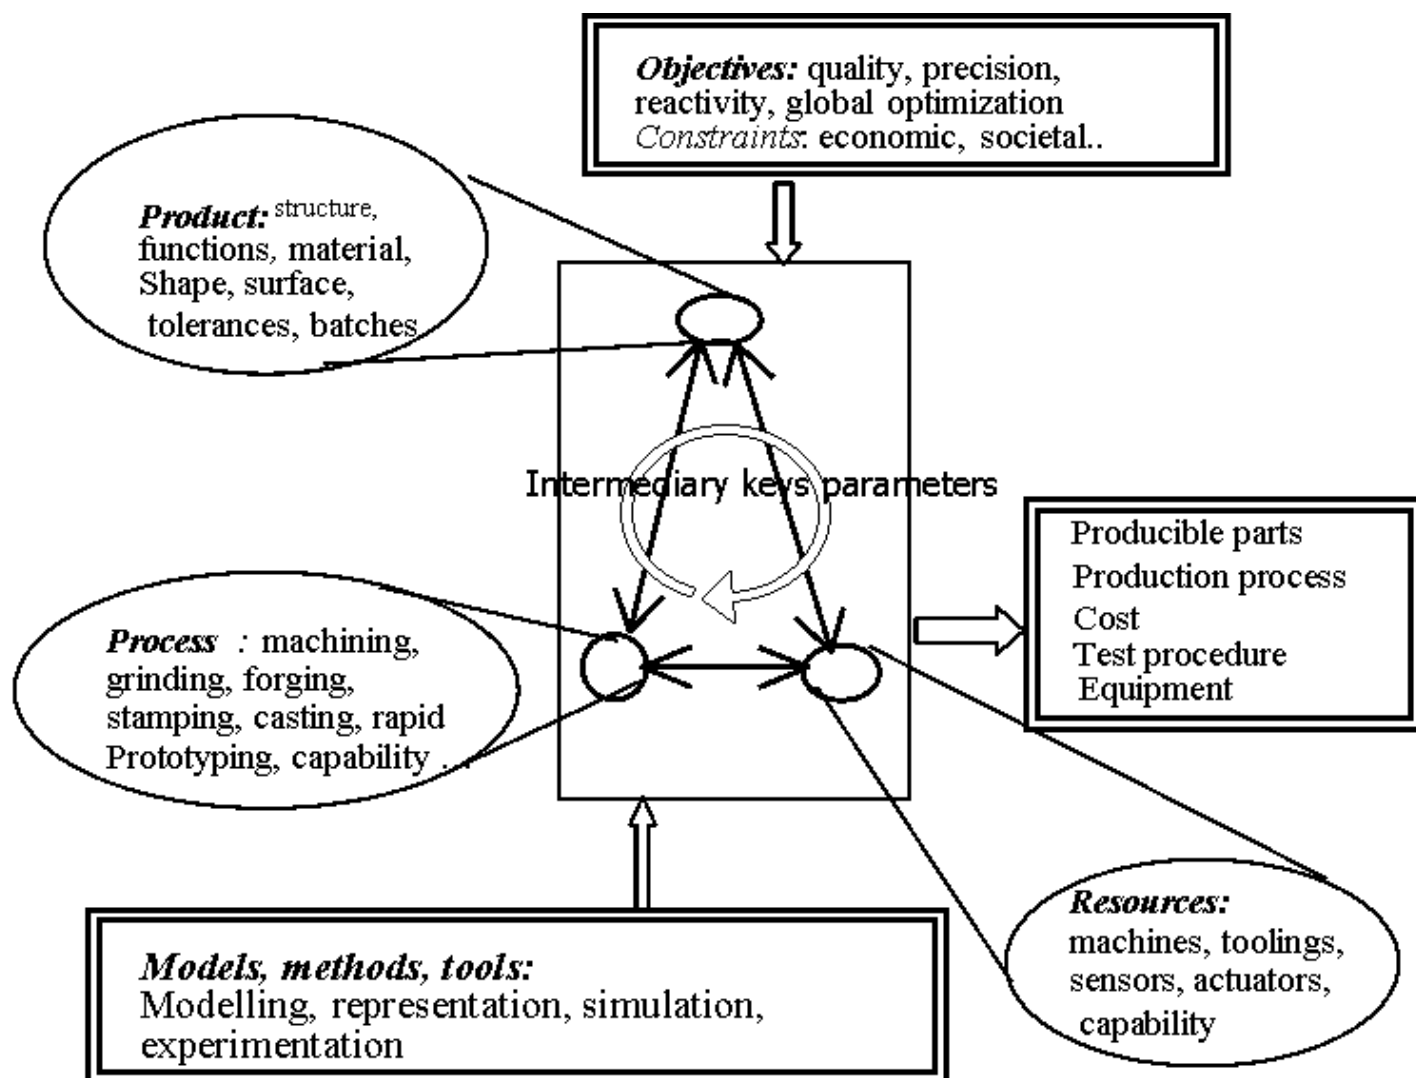 Objectives: quality, precision,
reactivity, global optimization
Constraints: economic, societal..
Product: structure,
functions, material,
Shape, surface,
tolerances, batches
Intermediary keys parameters
Producible parts
Production process
Cost
Test procedure
Equipment
Process : machining,
grinding, forging,
stamping, casting, rapid
Prototyping, capability . .
Resources:
machines, toolings,
sensors, actuators,
capability
Models, methods, tools:
Modelling, representation, simulation,
experimentation